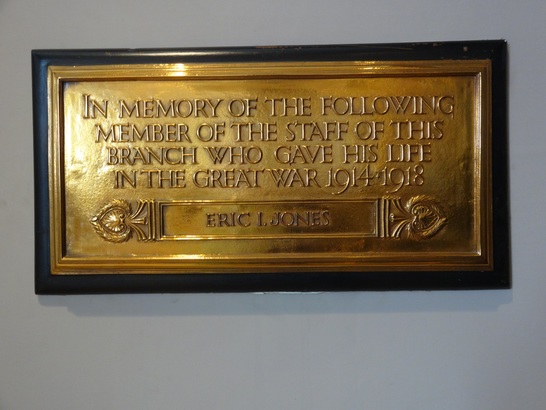 IN MEMORY OF THE FOLLOWING
MEMBER OF THE STAFF OF THIS
BRANCH WHO GAVE HIS LIFE
IN THE GREAT WAR 1914-1918
ERIC I. JONES